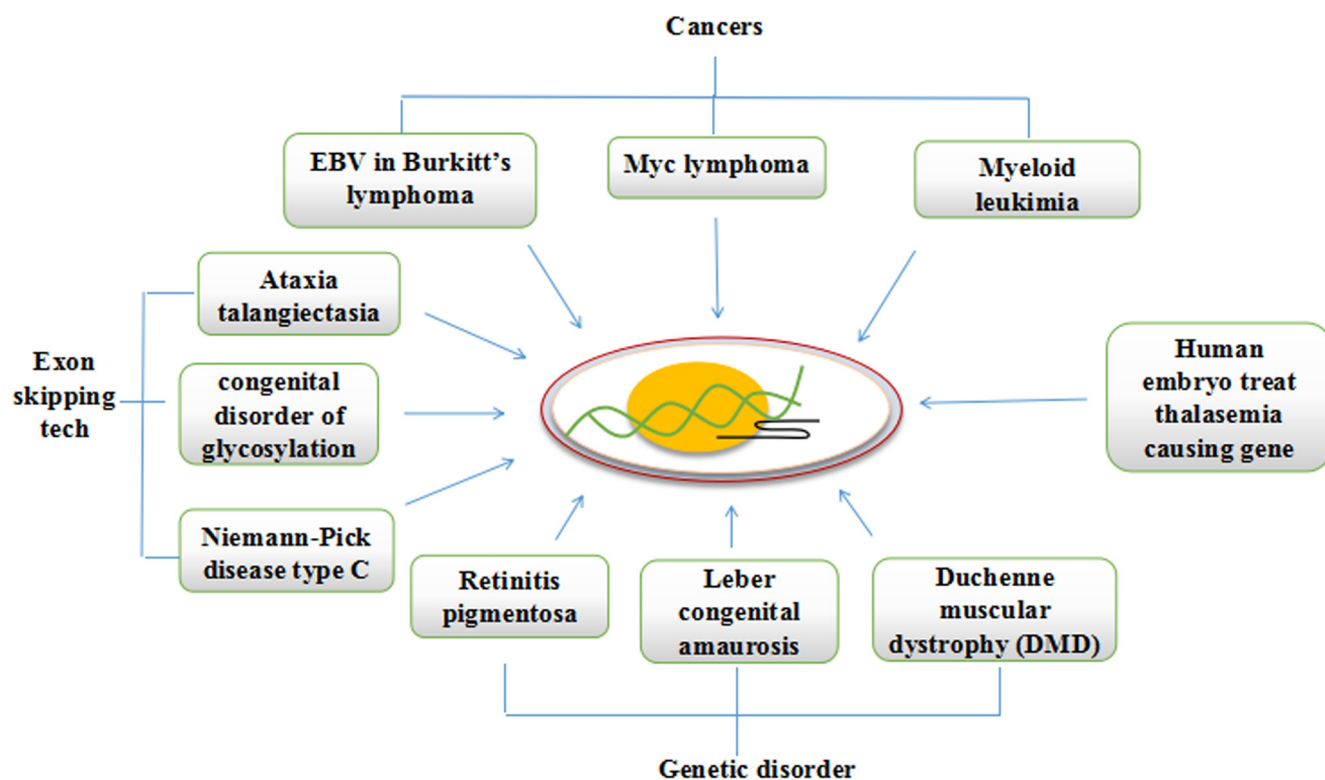 Cancers
EBV in Burkitt’s
lymphoma
Myc lymphoma
Myeloid
leukimia
Ataxia
talangiectasia
Exon
skipping
tech
congenital
disorder of
glycosylation
Niemann-Pick
disease type C
Human
embryo treat
thalasemia
causing gene
Retinitis
pigmentosa
Leber
congenital
amaurosis
Duchenne
muscular
dystrophy (DMD)
Genetic disorder